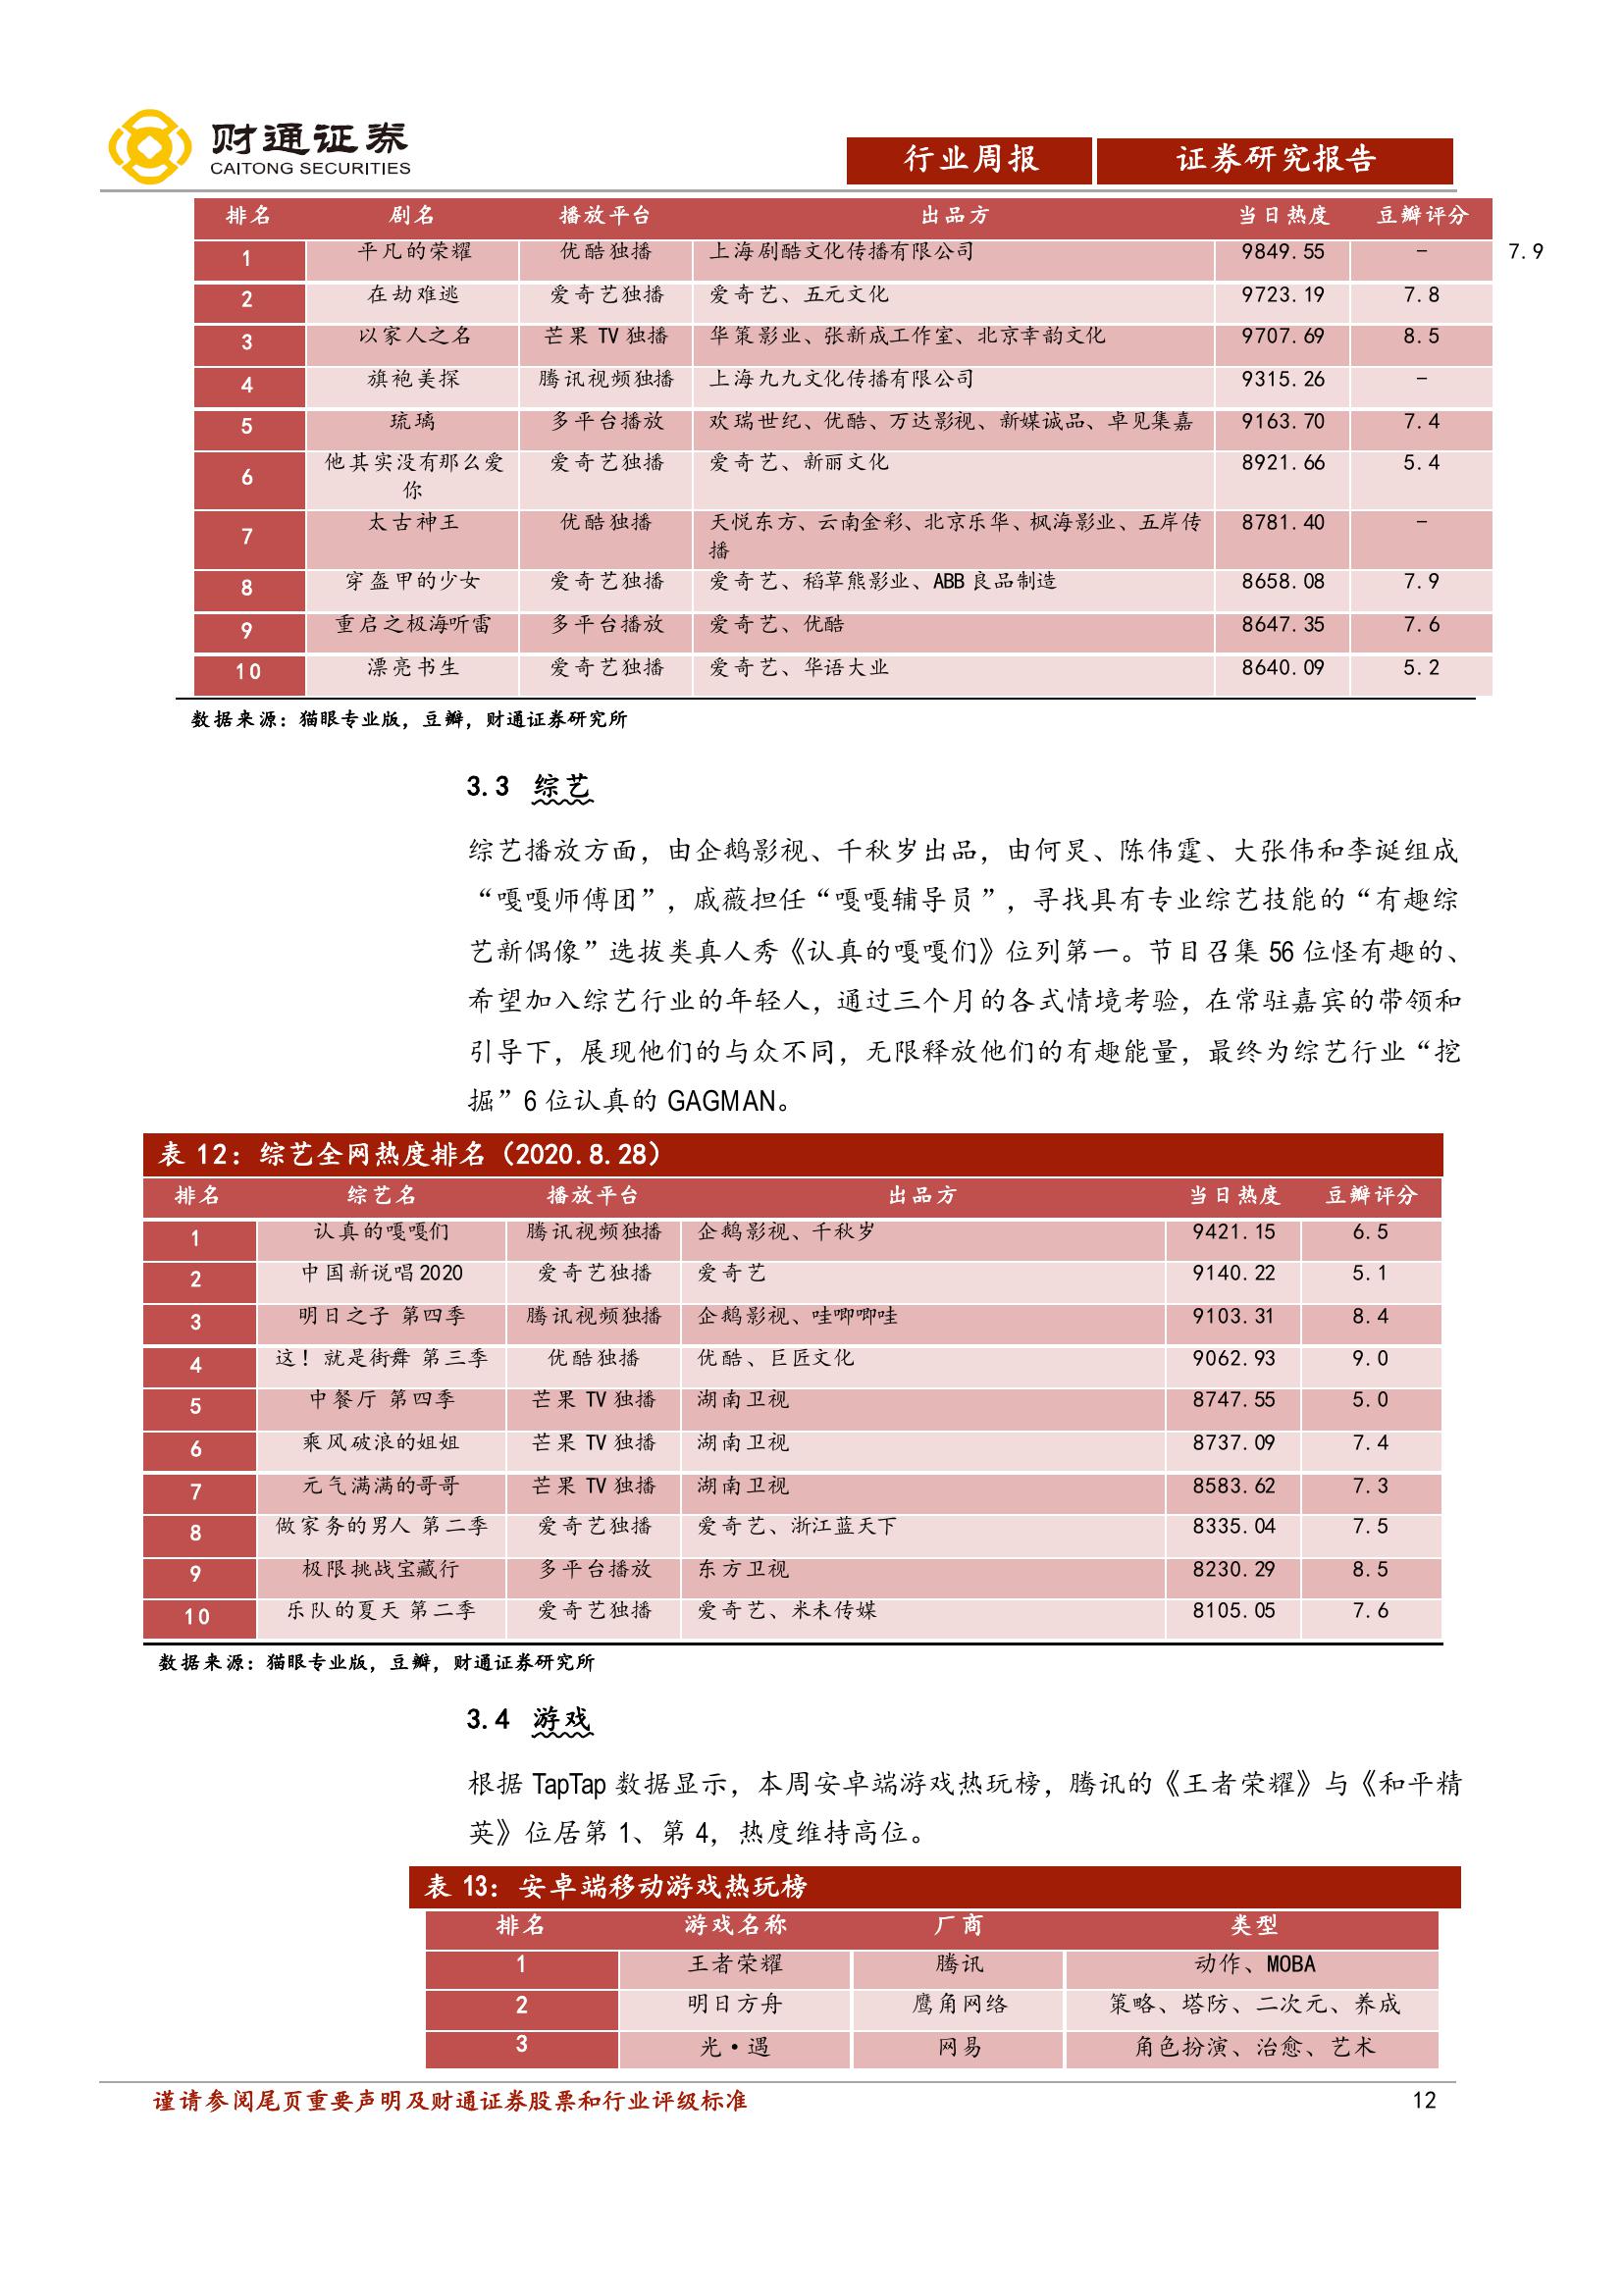 财通证券
CAITONG SECURITIES
行业周报 证券研究报告
排名 剧名 播放平台 出品方 当日热度 豆瓣评分
1 平凡的荣耀 优酷独播 上海剧酷文化传播有限公司 9849.55 - 7.9
2 在劫难逃 爱奇艺独播 爱奇艺、五元文化 9723.19 7.8
3 以家人之名 芒果 TV 独播 华策影业、张新成工作室、北京幸韵文化 9707.69 8.5
4 旗袍美探 腾讯视频独播 上海九九文化传播有限公司 9315.26 -
5 琉璃 多平台播放 欢瑞世纪、优酷、万达影视、新媒诚品、卓见集嘉 9163.70 7.4
6 他其实没有那么爱 爱奇艺独播 爱奇艺、新丽文化 8921.66 5.4
你
7 太古神王 优酷独播 天悦东方、云南金彩、北京乐华、枫海影业、五岸传 8781.40 -
播
8 穿盔甲的少女 爱奇艺独播 爱奇艺、稻草熊影业、ABB 良品制造 8658.08 7.9
9 重启之极海听雷 多平台播放 爱奇艺、优酷 8647.35 7.6
10 漂亮书生 爱奇艺独播 爱奇艺、华语大业 8640.09 5.2
数据来源：猫眼专业版，豆瓣，财通证券研究所
3.3 综艺
综艺播放方面，由企鹅影视、千秋岁出品，由何炅、陈伟霆、大张伟和李诞组成
“嘎嘎师傅团”，戚薇担任“嘎嘎辅导员”，寻找具有专业综艺技能的“有趣综
艺新偶像”选拔类真人秀《认真的嘎嘎们》位列第一。节目召集 56 位怪有趣的、
希望加入综艺行业的年轻人，通过三个月的各式情境考验，在常驻嘉宾的带领和
引导下，展现他们的与众不同，无限释放他们的有趣能量，最终为综艺行业“挖
掘”6 位认真的 GAGMAN。
表 12：综艺全网热度排名（2020.8.28）
排名 综艺名 播放平台 出品方 当日热度 豆瓣评分
1 认真的嘎嘎们 腾讯视频独播 企鹅影视、千秋岁 9421.15 6.5
2 中国新说唱2020 爱奇艺独播 爱奇艺 9140.22 5.1
3 明日之子 第四季 腾讯视频独播 企鹅影视、哇唧唧哇 9103.31 8.4
4 这！就是街舞 第三季 优酷独播 优酷、巨匠文化 9062.93 9.0
5 中餐厅 第四季 芒果 TV 独播 湖南卫视 8747.55 5.0
6 乘风破浪的姐姐 芒果 TV 独播 湖南卫视 8737.09 7.4
7 元气满满的哥哥 芒果 TV 独播 湖南卫视 8583.62 7.3
8 做家务的男人 第二季 爱奇艺独播 爱奇艺、浙江蓝天下 8335.04 7.5
9 极限挑战宝藏行 多平台播放 东方卫视 8230.29 8.5
10 乐队的夏天 第二季 爱奇艺独播 爱奇艺、米未传媒 8105.05 7.6
数据来源：猫眼专业版，豆瓣，财通证券研究所
3.4 游戏
根据 TapTap 数据显示，本周安卓端游戏热玩榜，腾讯的《王者荣耀》与《和平精
英》位居第 1、第 4，热度维持高位。
表 13：安卓端移动游戏热玩榜
排名 游戏名称 厂商 类型
1 王者荣耀 腾讯 动作、MOBA
2 明日方舟 鹰角网络 策略、塔防、二次元、养成
3 光·遇 网易 角色扮演、治愈、艺术
谨请参阅尾页重要声明及财通证券股票和行业评级标准 12